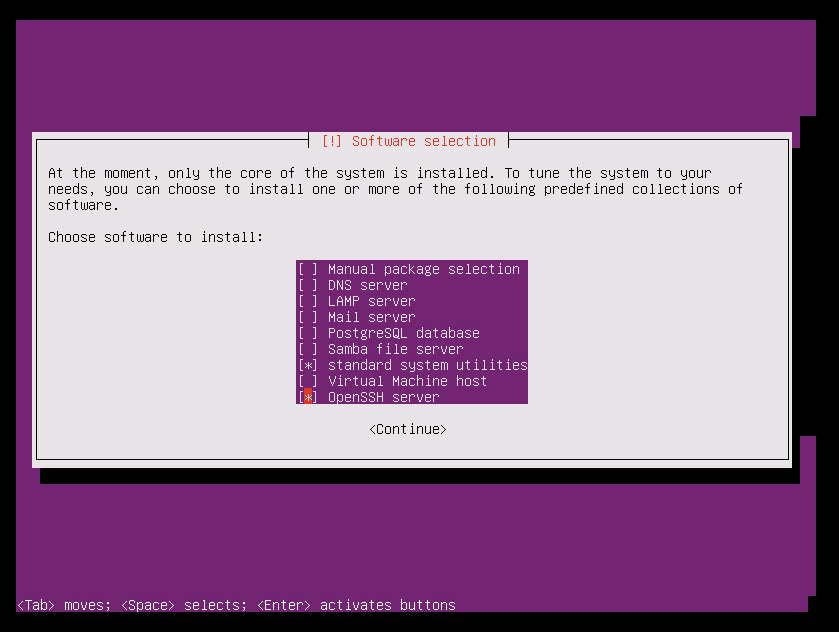 [!] Software selection
At the moment, only the core of the system is installed. To tune the system to your
needs, you can choose to install one or more of the following predefined collections of
software.
Choose software to install:
[ ] Manual package selection
[ ] DNS server
[ ] LAMP server
[ ] Mail server
[ ] PostgreSQL database
[ ] Samba file server
[*] standard system utilities
[ ] Virtual Machine host
[*] OpenSSH server
<Continue>
<Tab> moves; <Space> selects; <Enter> activates buttons